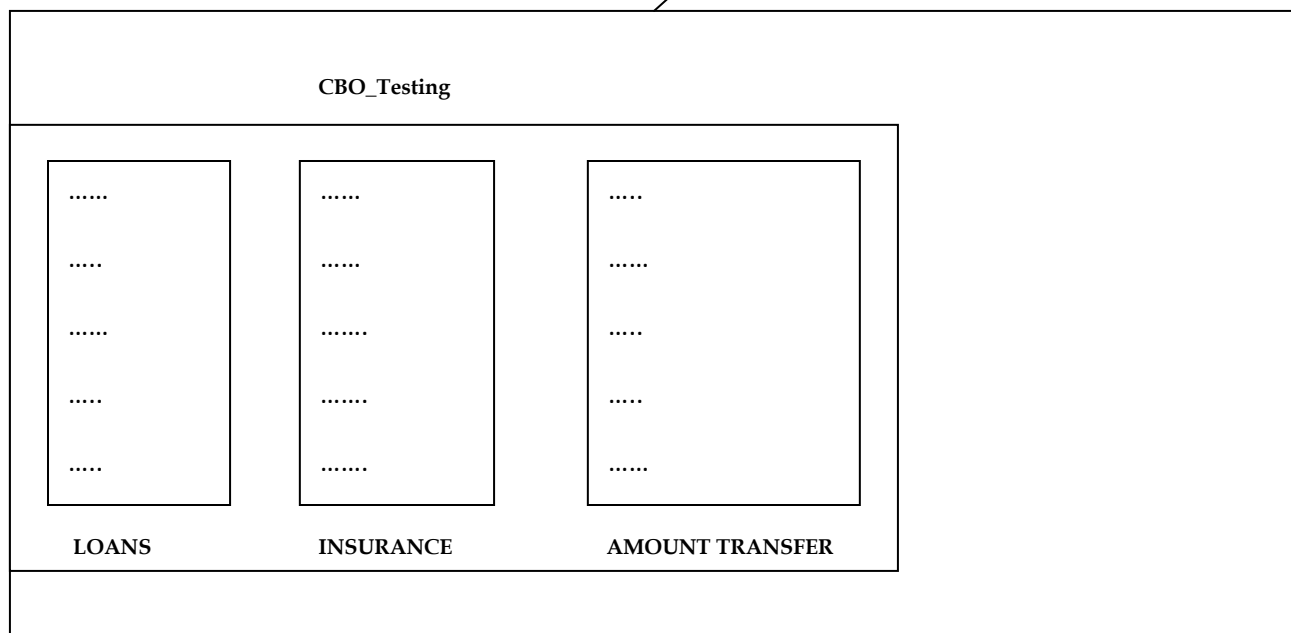 CBO_Testing
…… …… …..
….. …… ……
…… ……. …..
….. ……. …..
….. ……. ……
LOANS INSURANCE AMOUNT TRANSFER